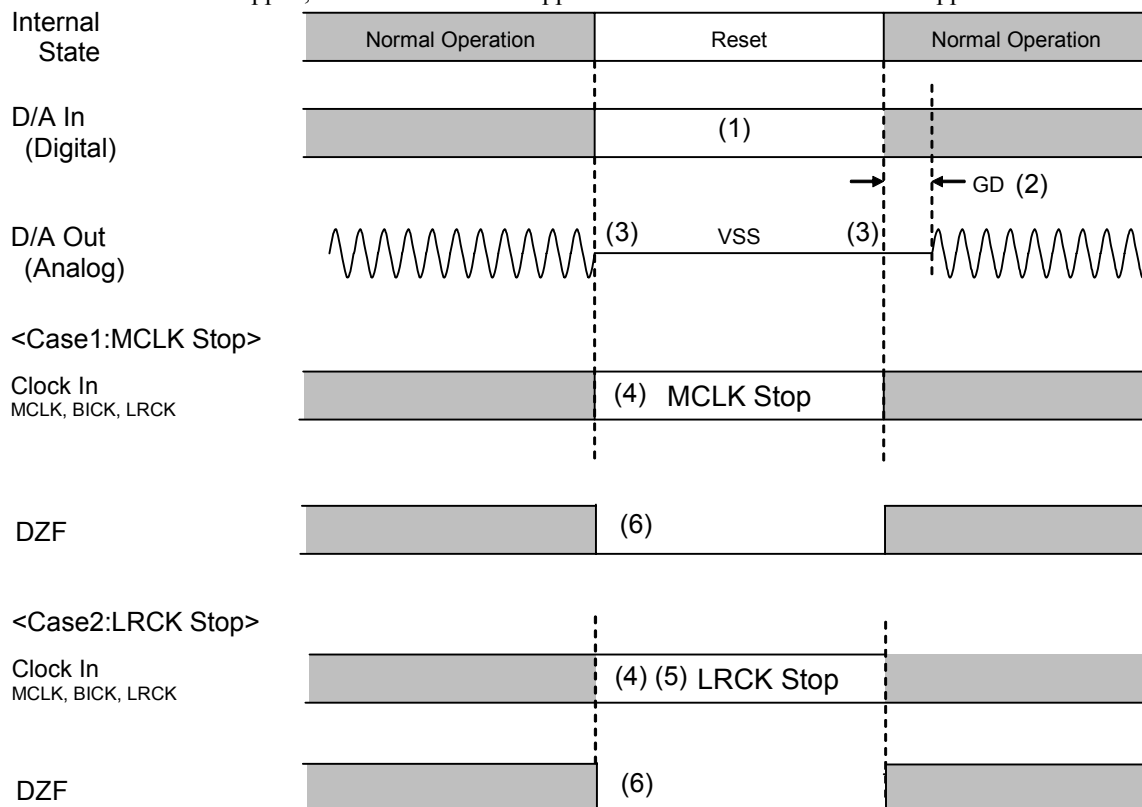 Internal State
Normal Operation Reset Normal Operation
D/A In (Digital)
(1)
GD (2)
D/A Out (Analog)
(3) VSS (3)
<Case1:MCLK Stop>
Clock In
MCLK, BICK, LRCK
(4) MCLK Stop
DZF
(6)
<Case2:LRCK Stop>
Clock In
MCLK, BICK, LRCK
(4) (5) LRCK Stop
DZF
(6)